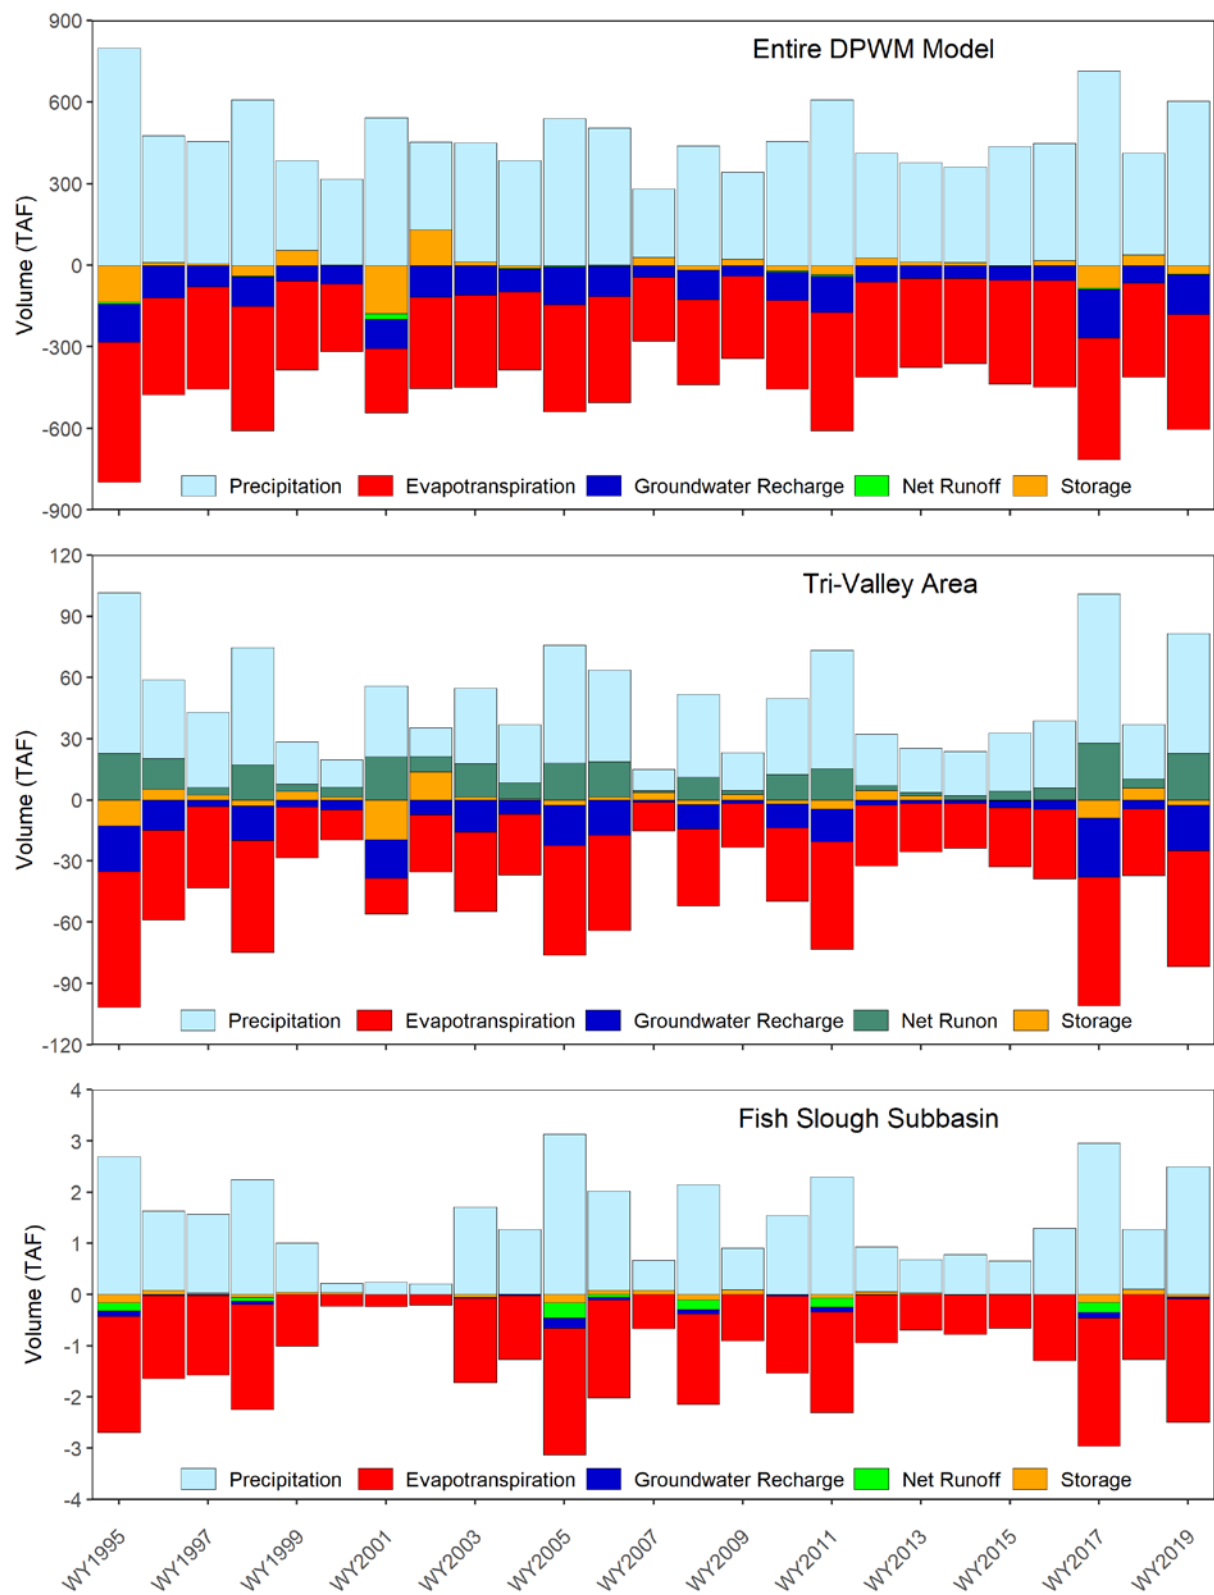 Entire DPWM Model
900
600
300
0
-300
-600
-900
Volume (TAF)
Precipitation Evapotranspiration Groundwater Recharge Net Runoff Storage
Tri-Valley Area
120
90
60
30
0
-30
-60
-90
-120
Volume (TAF)
Precipitation Evapotranspiration Groundwater Recharge Net Runon Storage
Fish Slough Subbasin
4
3
2
1
0
-1
-2
-3
-4
Volume (TAF)
Precipitation Evapotranspiration Groundwater Recharge Net Runoff Storage
WY1995 WY1997 WY1999 WY2001 WY2003 WY2005 WY2007 WY2009 WY2011 WY2013 WY2015 WY2017 WY2019